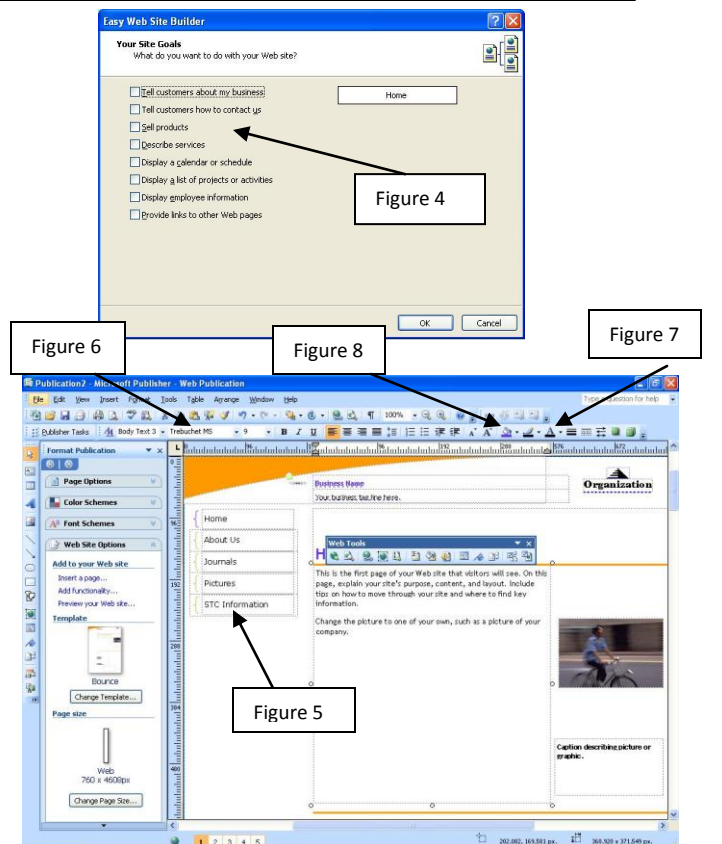 Easy Web Site Builder
Your Site Goals
What do you want to do with your Web site?
Tell customers about my business
Tell customers how to contact us
Sell products
Describe services
Display a calendar or schedule
Display a list of projects or activities
Display employee information
Provide links to other Web pages
Home
Figure 4
OK Cancel
Figure 6
Figure 8
Figure 7
Publication2 - Microsoft Publisher - Web Publication
File Edit View Insert Format Tools Table Arrange Window Help
Type a question for help
100%
Publisher Tasks Body Text 3 Trebuchet MS 9 B I U
Format Publication
Page Options
Color Schemes
Font Schemes
Web Site Options
Add to your Web site
Insert a page...
Add functionality...
Preview your Web site...
Template
Bounce
Change Template...
Page size
Web
760 x 4608px
Change Page Size...
Business Name
Your business tag line here.
Organization
Home
About Us
Journals
Pictures
STC Information
Web Tools
This is the first page of your Web site that visitors will see. On this
page, explain your site's purpose, content, and layout. Include
tips on how to move through your site and where to find key
information.
Change the picture to one of your own, such as a picture of your
company.
Figure 5
Caption describing picture or
graphic.
1 2 3 4 5
202.082, 169.581 px. 360.920 x 371.549 px.